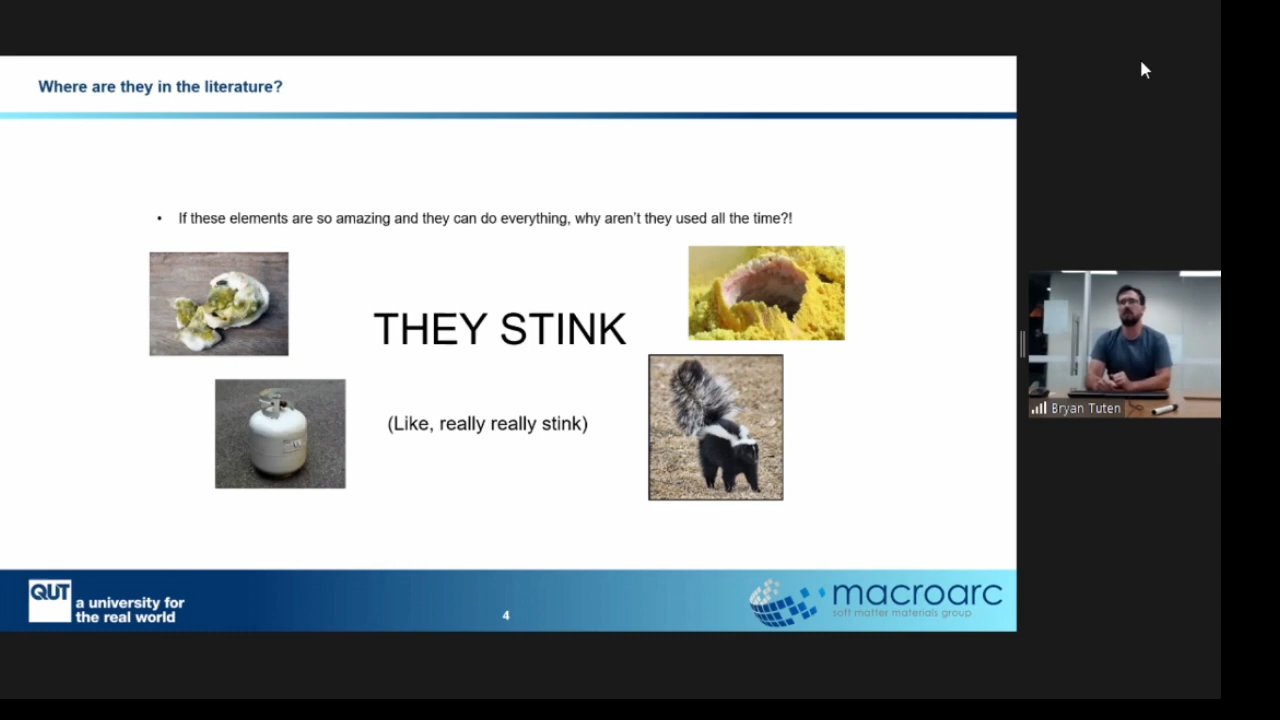 Where are they in the literature?
• If these elements are so amazing and they can do everything, why aren't they used all the time?!
THEY STINK
(Like, really really stink)
Bryan Tuten
QUT
a university for
the real world
4
macroarc
soft matter materials group